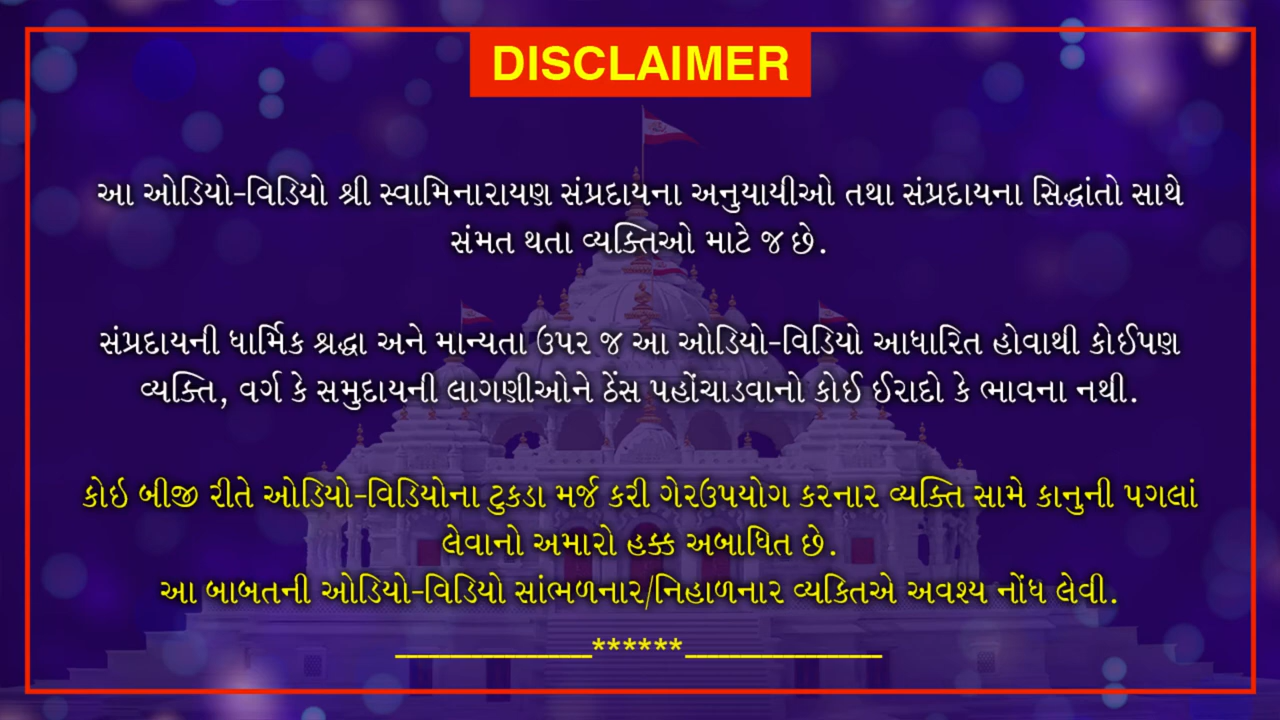 DISCLAIMER
આ ઓડિયો-વિડિયો શ્રી સ્વામિનારાયણ સંપ્રદાયના અનુયાયીઓ તથા સંપ્રદાયના સિદ્ધાંતો સાથે
સંમત થતા વ્યક્તિઓ માટે જ છે.
સંપ્રદાયની ધાર્મિક શ્રદ્ધા અને માન્યતા ઉપર જ આ ઓડિયો-વિડિયો આધારિત હોવાથી કોઈપણ
વ્યક્તિ, વર્ગ કે સમુદાયની લાગણીઓને ઠેંસ પહોંચાડવાનો કોઈ ઈરાદો કે ભાવના નથી.
કોઇ બીજી રીતે ઓડિયો-વિડિયોના ટુકડા મર્જ કરી ગેરઉપયોગ કરનાર વ્યક્તિ સામે કાનુની પગલાં
લેવાનો અમારો હક્ક અબાધિત છે.
આ બાબતની ઓડિયો-વિડિયો સાંભળનાર/નિહાળનાર વ્યકિતએ અવશ્ય નોંધ લેવી.
_________________******_________________